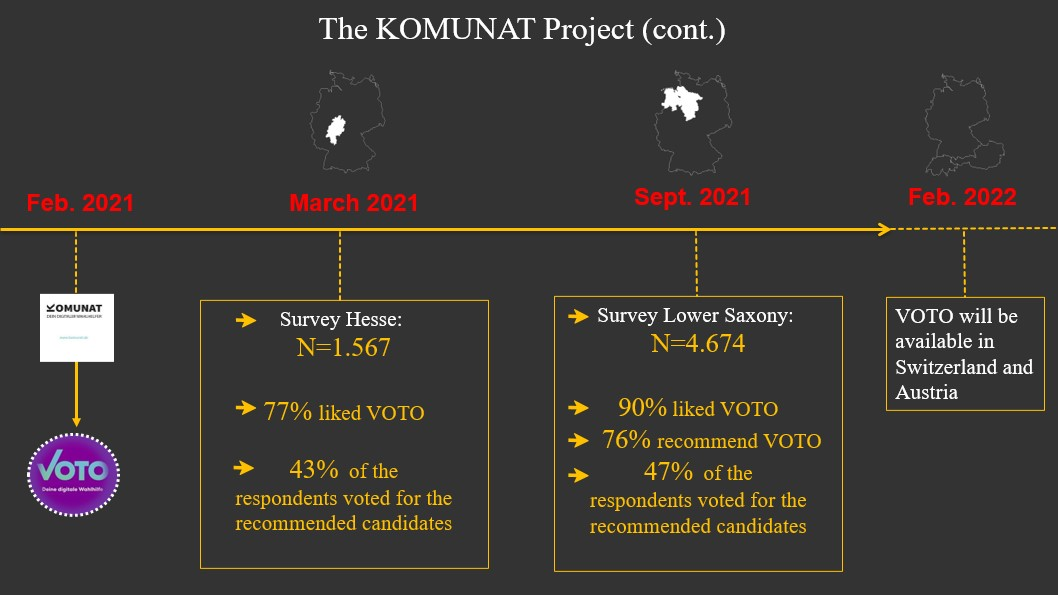 The KOMUNAT Project (cont.)
Feb. 2021
March 2021
Sept. 2021
Feb. 2022
KOMUNAT
DEIN DIGITALER WAHLHELFER
VOTO
Deine digitale Wahlhilfe
Survey Hesse:
N=1.567
77% liked VOTO
43% of the
respondents voted for the
recommended candidates
Survey Lower Saxony:
N=4.674
90% liked VOTO
76% recommend VOTO
47% of the
respondents voted for the
recommended candidates
VOTO will be
available in
Switzerland and
Austria